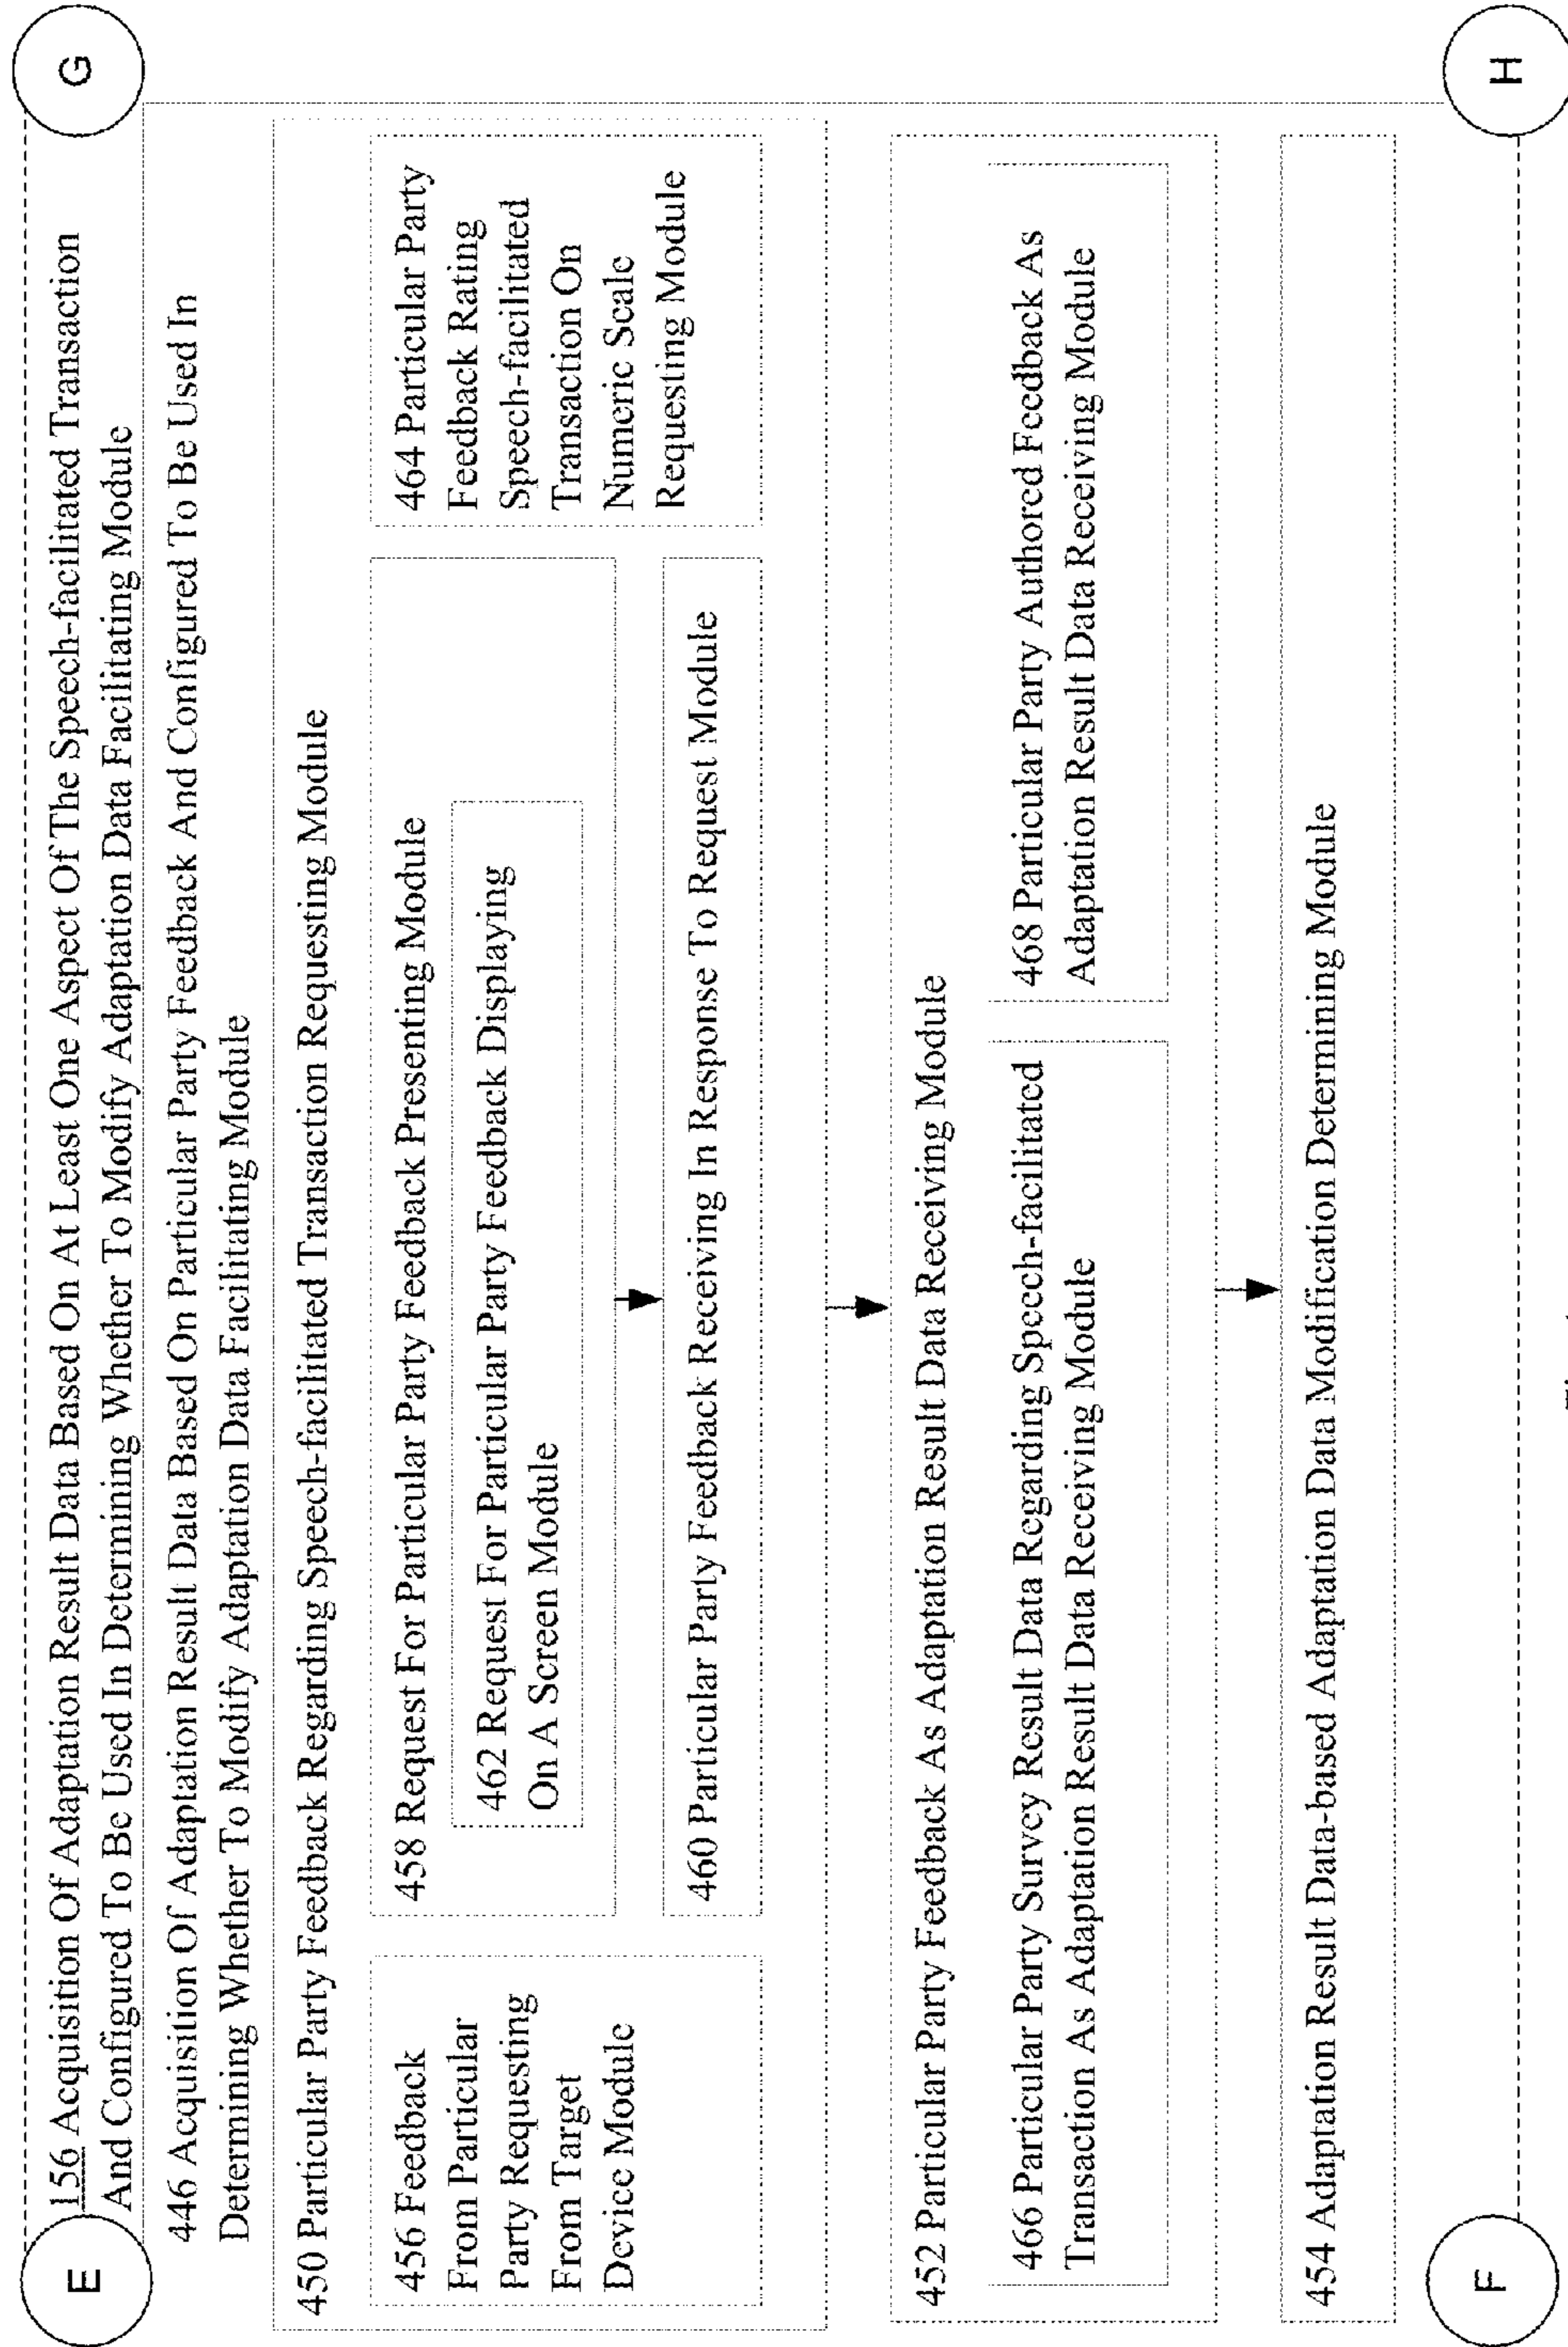 E
G
156 Acquisition Of Adaptation Result Data Based On At Least One Aspect Of The Speech-facilitated Transaction
And Configured To Be Used In Determining Whether To Modify Adaptation Data Facilitating Module
446 Acquisition Of Adaptation Result Data Based On Particular Party Feedback And Configured To Be Used In
Determining Whether To Modify Adaptation Data Facilitating Module
450 Particular Party Feedback Regarding Speech-facilitated Transaction Requesting Module
456 Feedback
From Particular
Party Requesting
From Target
Device Module
458 Request For Particular Party Feedback Presenting Module
462 Request For Particular Party Feedback Displaying
On A Screen Module
460 Particular Party Feedback Receiving In Response To Request Module
464 Particular Party
Feedback Rating
Speech-facilitated
Transaction On
Numeric Scale
Requesting Module
452 Particular Party Feedback As Adaptation Result Data Receiving Module
466 Particular Party Survey Result Data Regarding Speech-facilitated
Transaction As Adaptation Result Data Receiving Module
468 Particular Party Authored Feedback As
Adaptation Result Data Receiving Module
454 Adaptation Result Data-based Adaptation Data Modification Determining Module
F
H